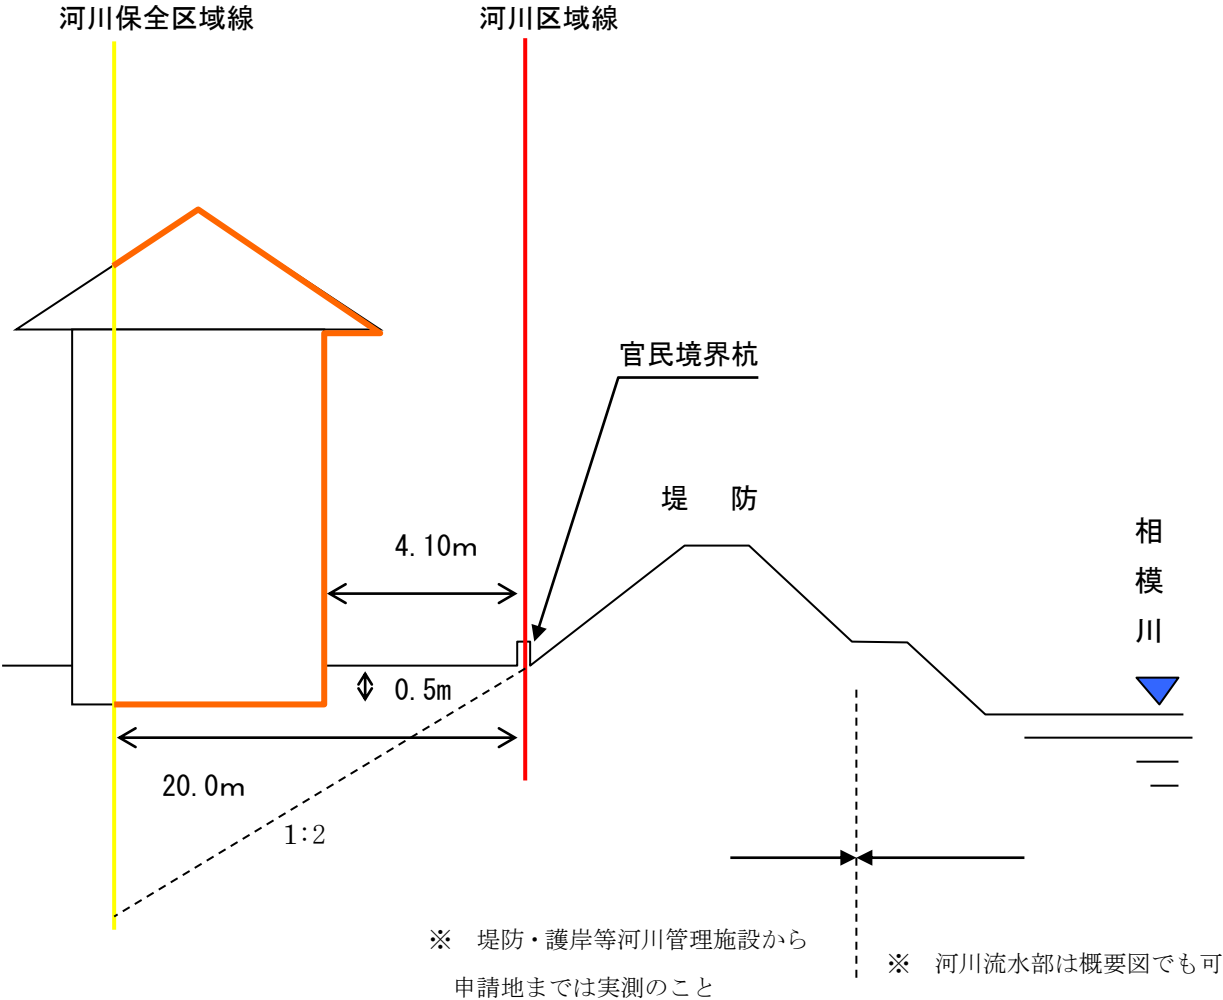 河川保全区域線
河川区域線
官民境界杭
堤　防
4.10m
相模川
0.5m
20.0m
1:2
※　堤防・護岸等河川管理施設から
申請地までは実測のこと
※　河川流水部は概要図でも可